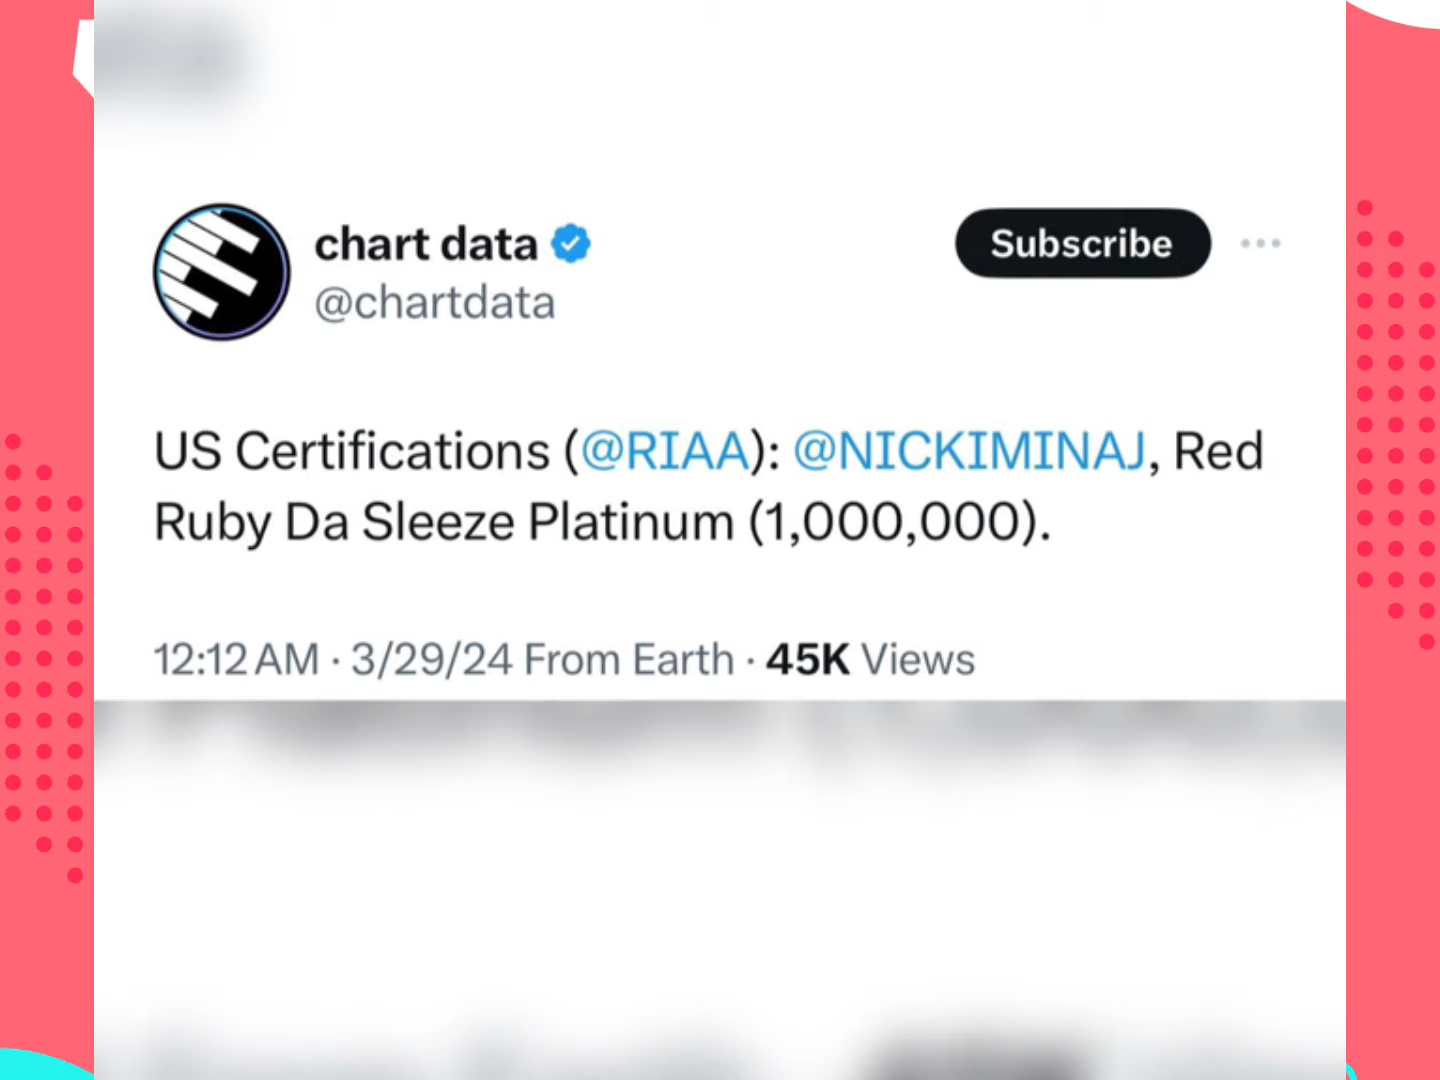 chart data
@chartdata
Subscribe
US Certifications (@RIAA): @NICKIMINAJ, Red
Ruby Da Sleeze Platinum (1,000,000).
12:12 AM · 3/29/24 From Earth · 45K Views